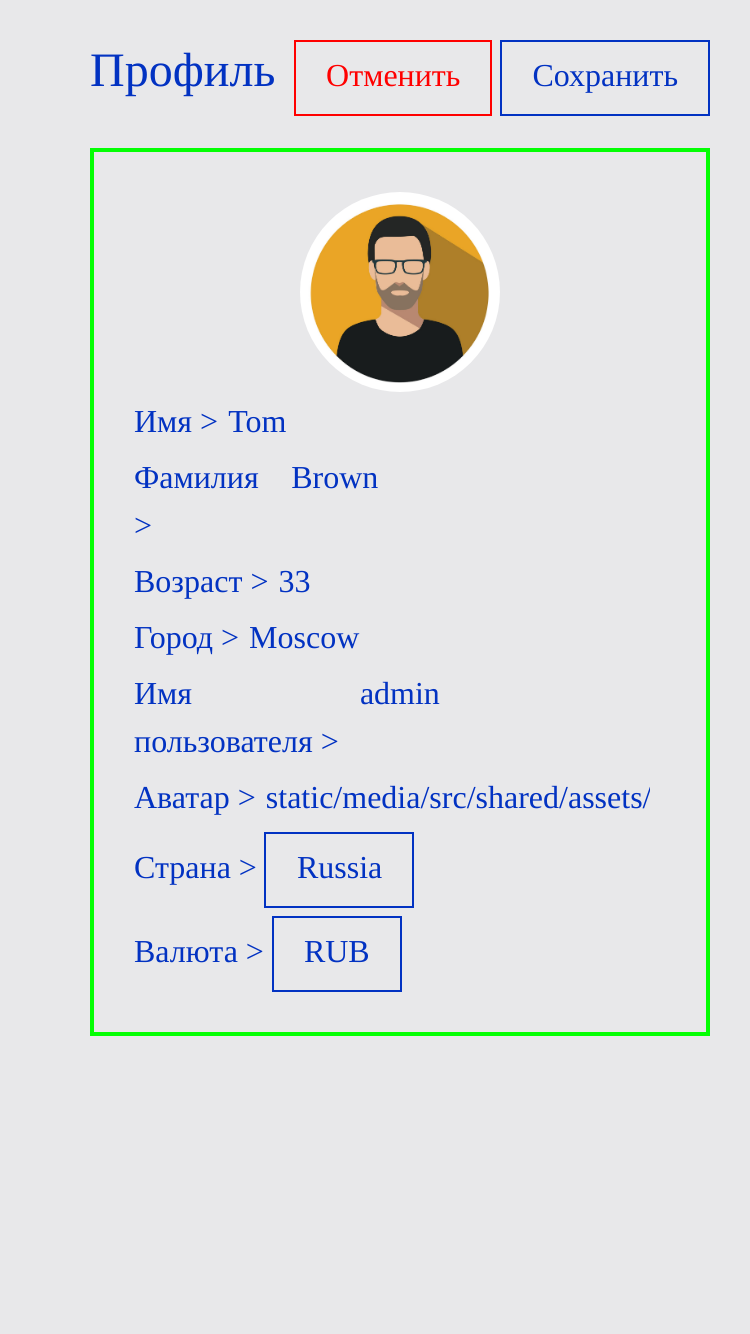 Профиль Отменить Сохранить
Имя > Tom
Фамилия Brown
>
Возраст > 33
Город > Moscow
Имя admin
пользователя >
Аватар > static/media/src/shared/assets/
Страна > Russia
Валюта > RUB